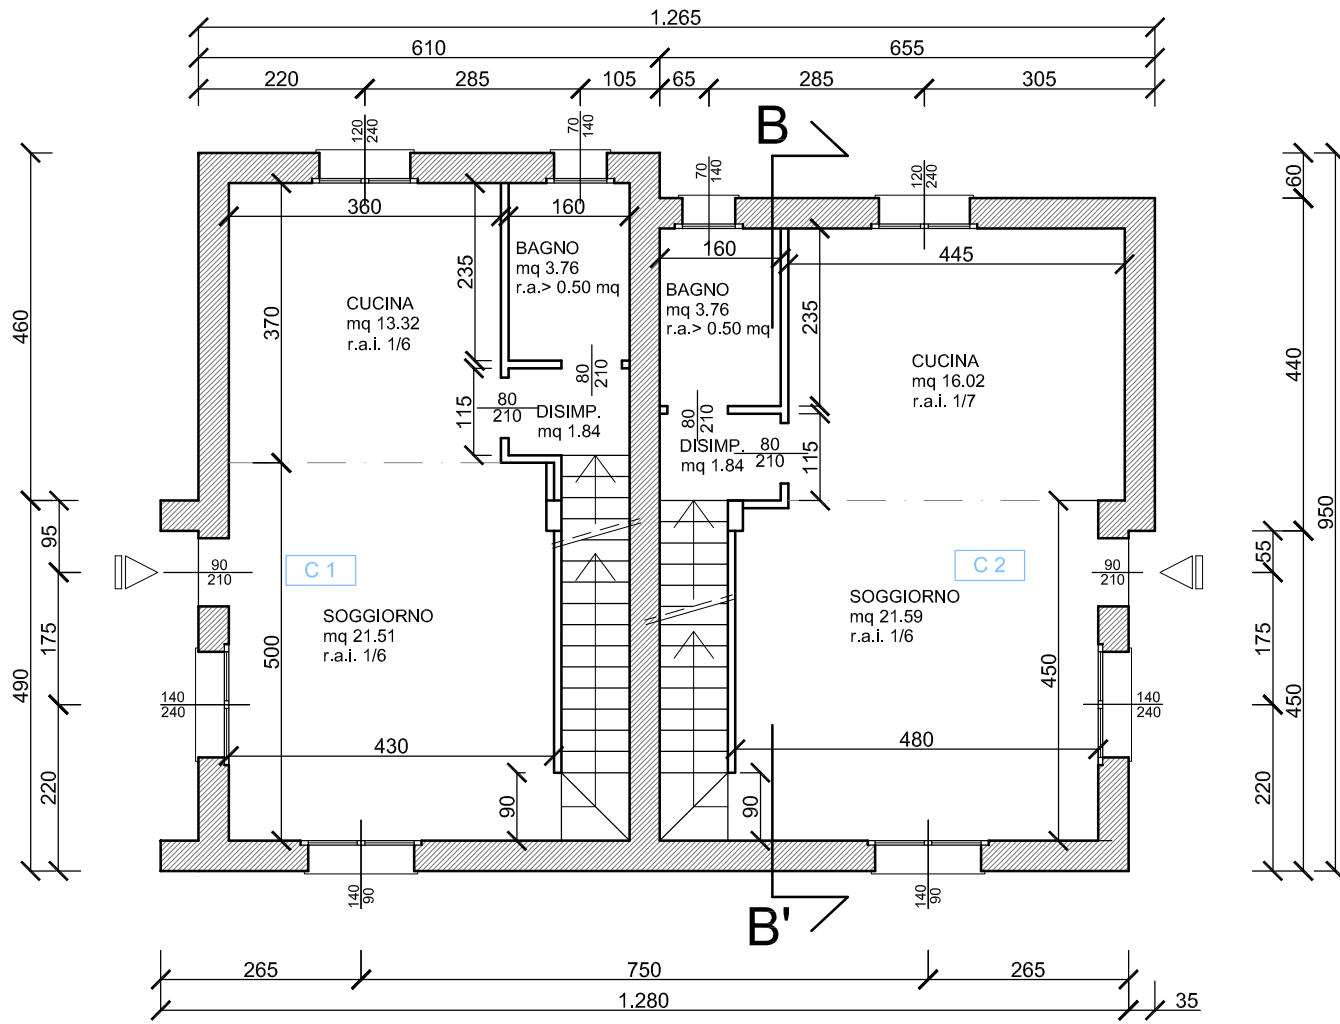 1.265
610
655
220
285
105
65
285
305
120
240
70
140
70
140
120
240
B
460
490
95
175
220
360
160
235
370
115
500
BAGNO
mq 3.76
r.a.> 0.50 mq
CUCINA
mq 13.32
r.a.i. 1/6
80
210
80
210
DISIMP.
mq 1.84
90
210
C 1
SOGGIORNO
mq 21.51
r.a.i. 1/6
140
240
430
90
140
90
160
445
235
115
BAGNO
mq 3.76
r.a.> 0.50 mq
CUCINA
mq 16.02
r.a.i. 1/7
80
210
DISIMP.
mq 1.84
80
210
C 2
90
210
SOGGIORNO
mq 21.59
r.a.i. 1/6
450
140
240
480
90
140
90
60
440
950
55
175
450
220
B'
265
750
265
1.280
35